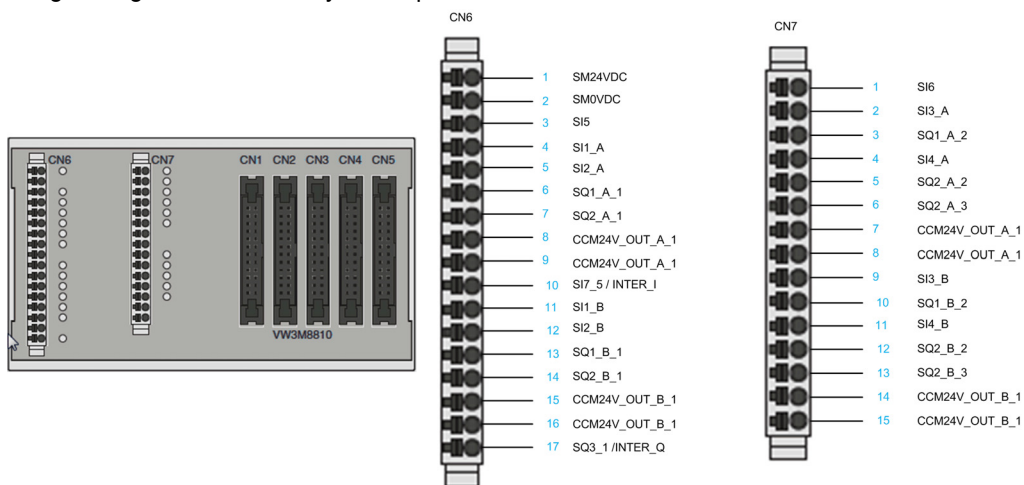 CN6
CN7
CN6
CN7
CN1 CN2 CN3 CN4 CN5
VW3M8810
1 SM24VDC
2 SM0VDC
3 SI5
4 SI1_A
5 SI2_A
6 SQ1_A_1
7 SQ2_A_1
8 CCM24V_OUT_A_1
9 CCM24V_OUT_A_1
10 SI7_5 / INTER_I
11 SI1_B
12 SI2_B
13 SQ1_B_1
14 SQ2_B_1
15 CCM24V_OUT_B_1
16 CCM24V_OUT_B_1
17 SQ3_1 /INTER_Q
1 SI6
2 SI3_A
3 SQ1_A_2
4 SI4_A
5 SQ2_A_2
6 SQ2_A_3
7 CCM24V_OUT_A_1
8 CCM24V_OUT_A_1
9 SI3_B
10 SQ1_B_2
11 SI4_B
12 SQ2_B_2
13 SQ2_B_3
14 CCM24V_OUT_B_1
15 CCM24V_OUT_B_1